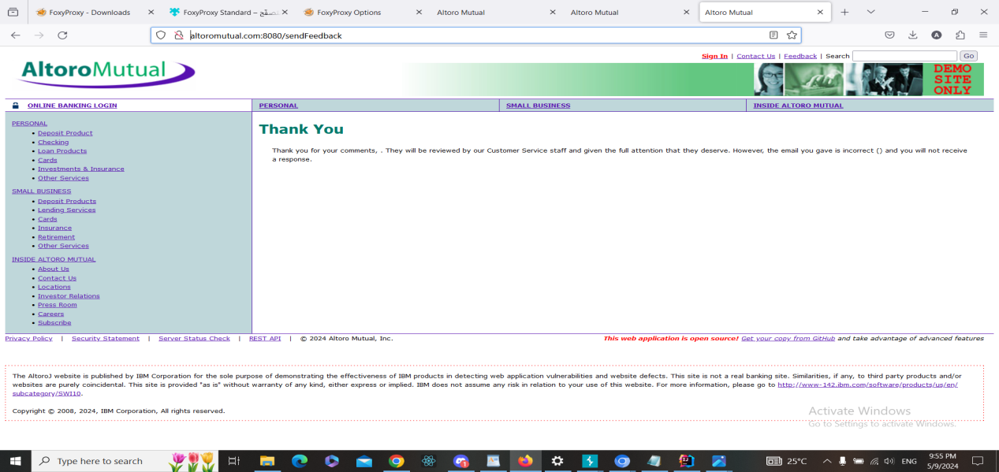 FoxyProxy - Downloads
FoxyProxy Standard –
FoxyProxy Options
Altoro Mutual
Altoro Mutual
Altoro Mutual
altoromutual.com:8080/sendFeedback
Sign In | Contact Us | Feedback | Search
Go
AltoroMutual
DEMO
SITE
ONLY
ONLINE BANKING LOGIN
PERSONAL
SMALL BUSINESS
INSIDE ALTORO MUTUAL
PERSONAL
Deposit Product
Checking
Loan Products
Cards
Investments & Insurance
Other Services
SMALL BUSINESS
Deposit Products
Lending Services
Cards
Insurance
Retirement
Other Services
INSIDE ALTORO MUTUAL
About Us
Contact Us
Locations
Investor Relations
Press Room
Careers
Subscribe
Thank You
Thank you for your comments, . They will be reviewed by our Customer Service staff and given the full attention that they deserve. However, the email you gave is incorrect () and you will not receive
a response.
Privacy Policy | Security Statement | Server Status Check | REST API | © 2024 Altoro Mutual, Inc.
This web application is open source! Get your copy from GitHub and take advantage of advanced features
The AltoroJ website is published by IBM Corporation for the sole purpose of demonstrating the effectiveness of IBM products in detecting web application vulnerabilities and website defects. This site is not a real banking site. Similarities, if any, to third party products and/or
websites are purely coincidental. This site is provided "as is" without warranty of any kind, either express or implied. IBM does not assume any risk in relation to your use of this website. For more information, please go to http://www-142.ibm.com/software/products/us/en/
subcategory/SWI10.
Copyright © 2008, 2024, IBM Corporation, All rights reserved.
Activate Windows
Go to Settings to activate Windows.
Type here to search
25°C
ENG
9:55 PM
5/9/2024